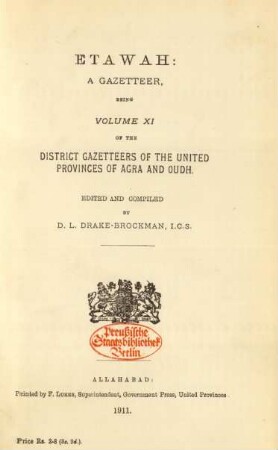 ETAWAH:
A GAZETTEER,
BEING
VOLUME XI
OF THE
DISTRICT GAZETTEERS OF THE UNITED
PROVINCES OF AGRA AND OUDH.
EDITED AND COMPILED
BY
D. L. DRAKE-BROCKMAN, I.C.S.
Preußische
Staatsbibliothek
Berlin
ALLAHABAD:
Printed by F. Luker, Superintendent, Government Press, United Provinces
1911.
Price Rs. 3-8 (5s. 3d.).